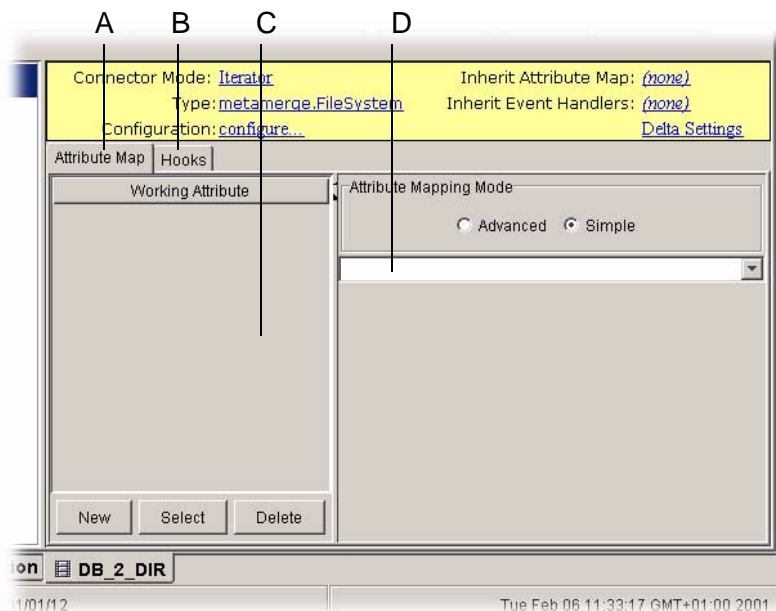 A B C D
Connector Mode: Iterator Inherit Attribute Map: (none)
Type: metamerge.FileSystem Inherit Event Handlers: (none)
Configuration: configure... Delta Settings
Attribute Map Hooks
Working Attribute Attribute Mapping Mode
Advanced Simple
New Select Delete
ion DB_2_DIR
/01/12 Tue Feb 06 11:33:17 GMT+01:00 2001